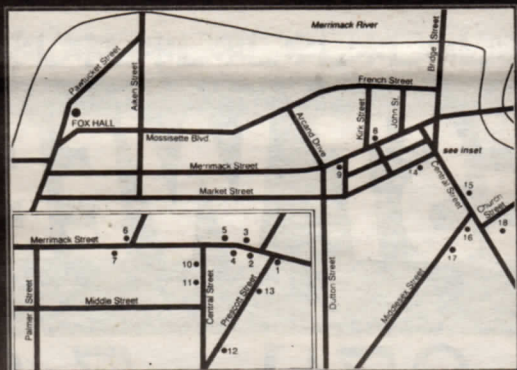 Merrimack River
Bridge Street
Pawtucket Street
Aiken Street
French Street
FOX HALL
Arcand Drive
Kirk Street
John St.
8
Mossisette Blvd.
see inset
Merrimack Street
9
14
Central Street
15
Market Street
Church Street
18
16
17
Dutton Street
Middlesex Street
6
5
3
Merrimack Street
7
4
2
1
10
11
Palmer Street
Central Street
Prescott Street
13
Middle Street
12